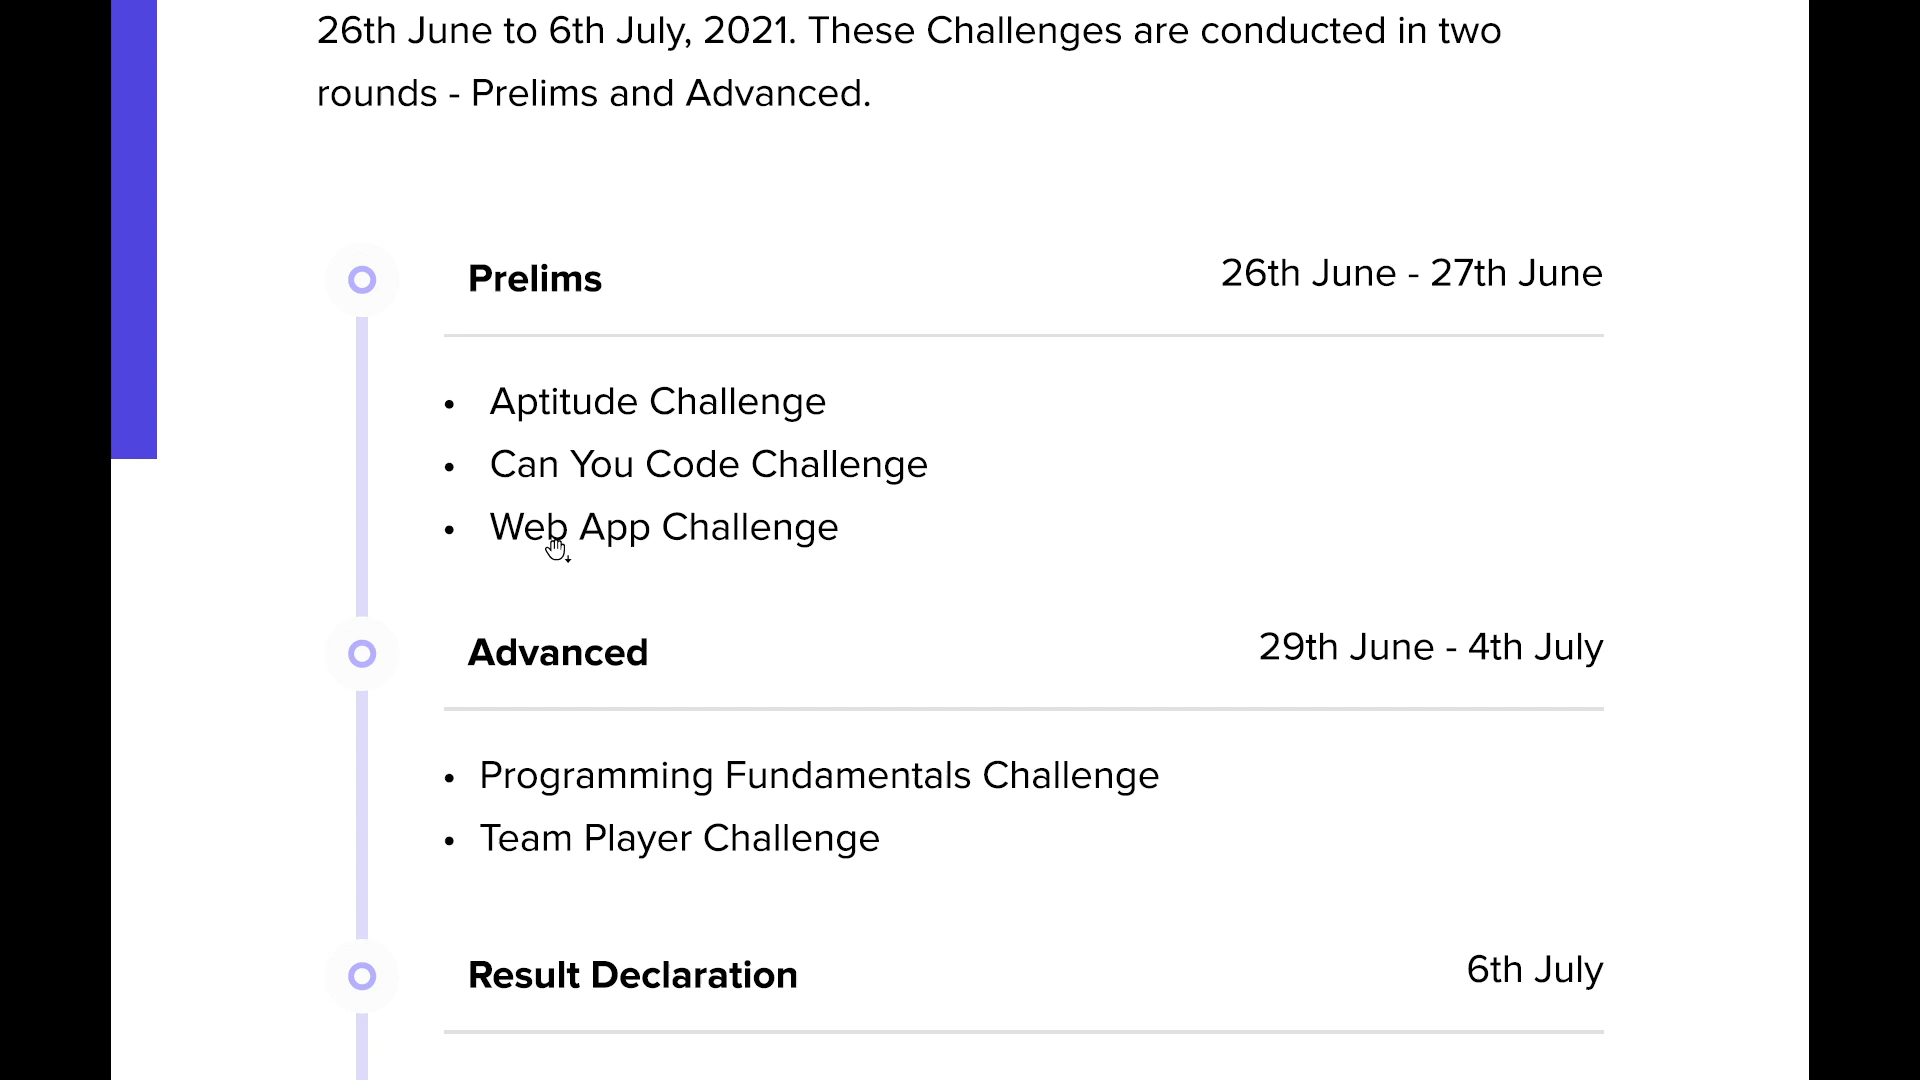 26th June to 6th July, 2021. These Challenges are conducted in two
rounds - Prelims and Advanced.
Prelims 26th June - 27th June
• Aptitude Challenge
• Can You Code Challenge
• Web App Challenge
Advanced 29th June - 4th July
• Programming Fundamentals Challenge
• Team Player Challenge
Result Declaration 6th July